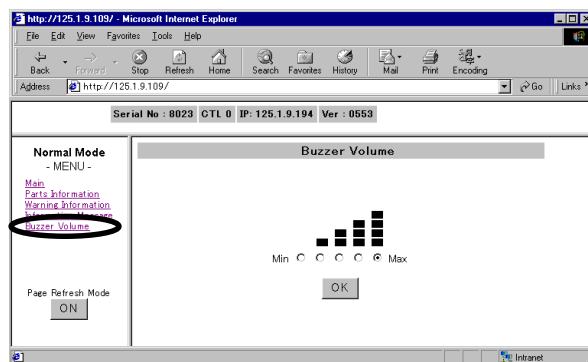 http://125.1.9.109/ - Microsoft Internet Explorer
File Edit View Favorites Tools Help
Back Forward Stop Refresh Home Search Favorites History Mail Print Encoding
Address http://125.1.9.109/ Go Links
Serial No : 8023 CTL 0 IP: 125.1.9.194 Ver : 0553
Normal Mode
- MENU -
Main
Parts Information
Warning Information
Information Message
Buzzer Volume
Page Refresh Mode
ON
Buzzer Volume
Min Max
OK
Intranet